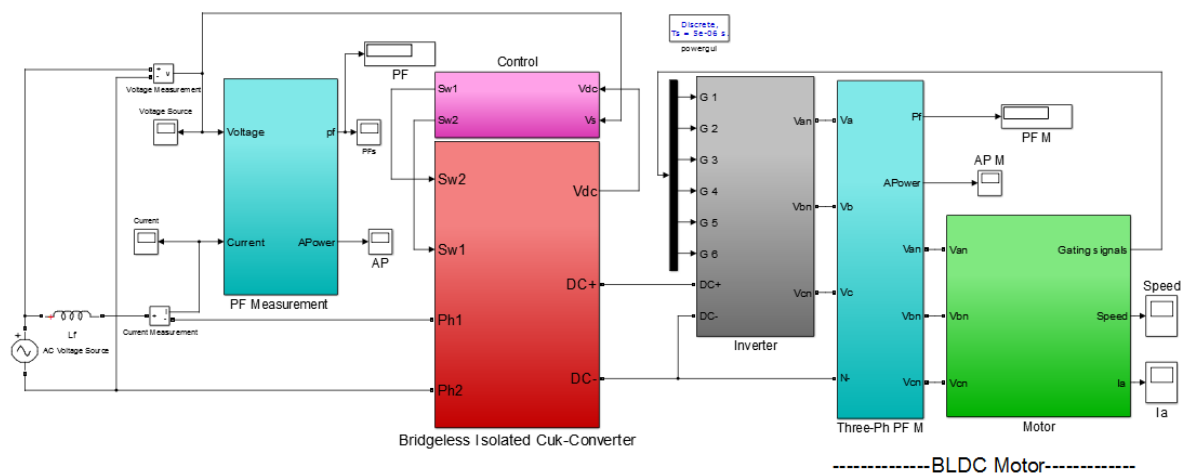 Discrete,
Ts = 5e-06 s.
powergui
PF
Control
Sw1
Sw2
Vdc
Vs
+
-
v
Voltage Measurement
Voltage Source
Voltage
pf
PFs
Current
Current
APower
AP
PF Measurement
Lf
+
AC Voltage Source
+
-
i
Current Measurement
Sw2
Sw1
Ph1
Ph2
Vdc
DC+
DC-
Bridgeless Isolated Cuk-Converter
G 1
G 2
G 3
G 4
G 5
G 6
DC+
DC-
Van
Vbn
Vcn
Inverter
Va
Vb
Vc
N-
Pf
APower
Van
Vbn
Vcn
Three-Ph PF M
PF M
AP M
Van
Vbn
Vcn
Gating signals
Speed
Ia
Motor
Speed
Ia
--------------BLDC Motor-------------